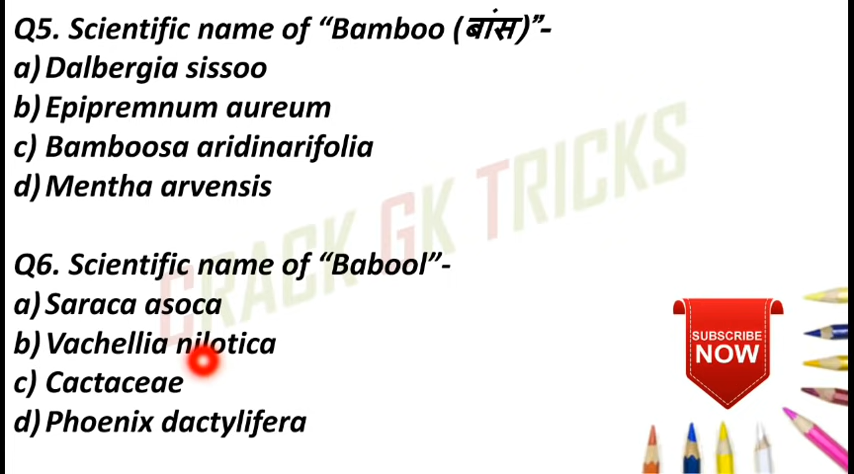 Q5. Scientific name of “Bamboo (बांस)”-
a) Dalbergia sissoo
b) Epipremnum aureum
c) Bamboosa aridinarifolia
d) Mentha arvensis
CRACK GK TRICKS
Q6. Scientific name of “Babool”-
a) Saraca asoca
b) Vachellia nilotica
c) Cactaceae
d) Phoenix dactylifera
SUBSCRIBE
NOW